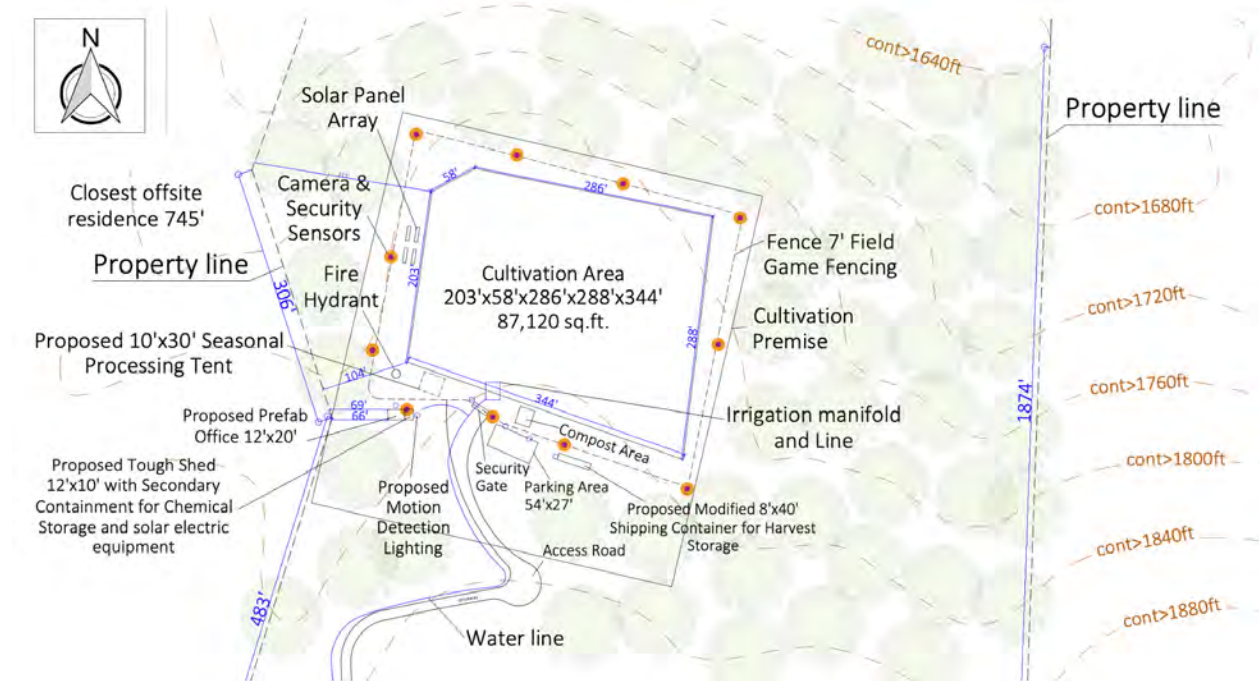 N
cont>1640ft
Solar Panel
Array
Property line
58'
286'
Closest offsite
residence 745'
Camera &
Security
Sensors
cont>1680ft
Property line
Fence 7' Field
Game Fencing
203'
Cultivation Area
203'x58'x286'x288'x344'
87,120 sq.ft.
Fire
Hydrant
306'
cont>1720ft
Cultivation
Premise
288'
Proposed 10'x30' Seasonal
Processing Tent
104'
cont>1760ft
1874'
344'
69'
66'
Proposed Prefab
Office 12'x20'
Irrigation manifold
and Line
Compost Area
cont>1800ft
Proposed Tough Shed
12'x10' with Secondary
Containment for Chemical
Storage and solar electric
equipment
Proposed
Motion
Detection
Lighting
Security
Gate
Parking Area
54'x27'
Proposed Modified 8'x40'
Shipping Container for Harvest
Storage
cont>1840ft
Access Road
483'
cont>1880ft
Water line